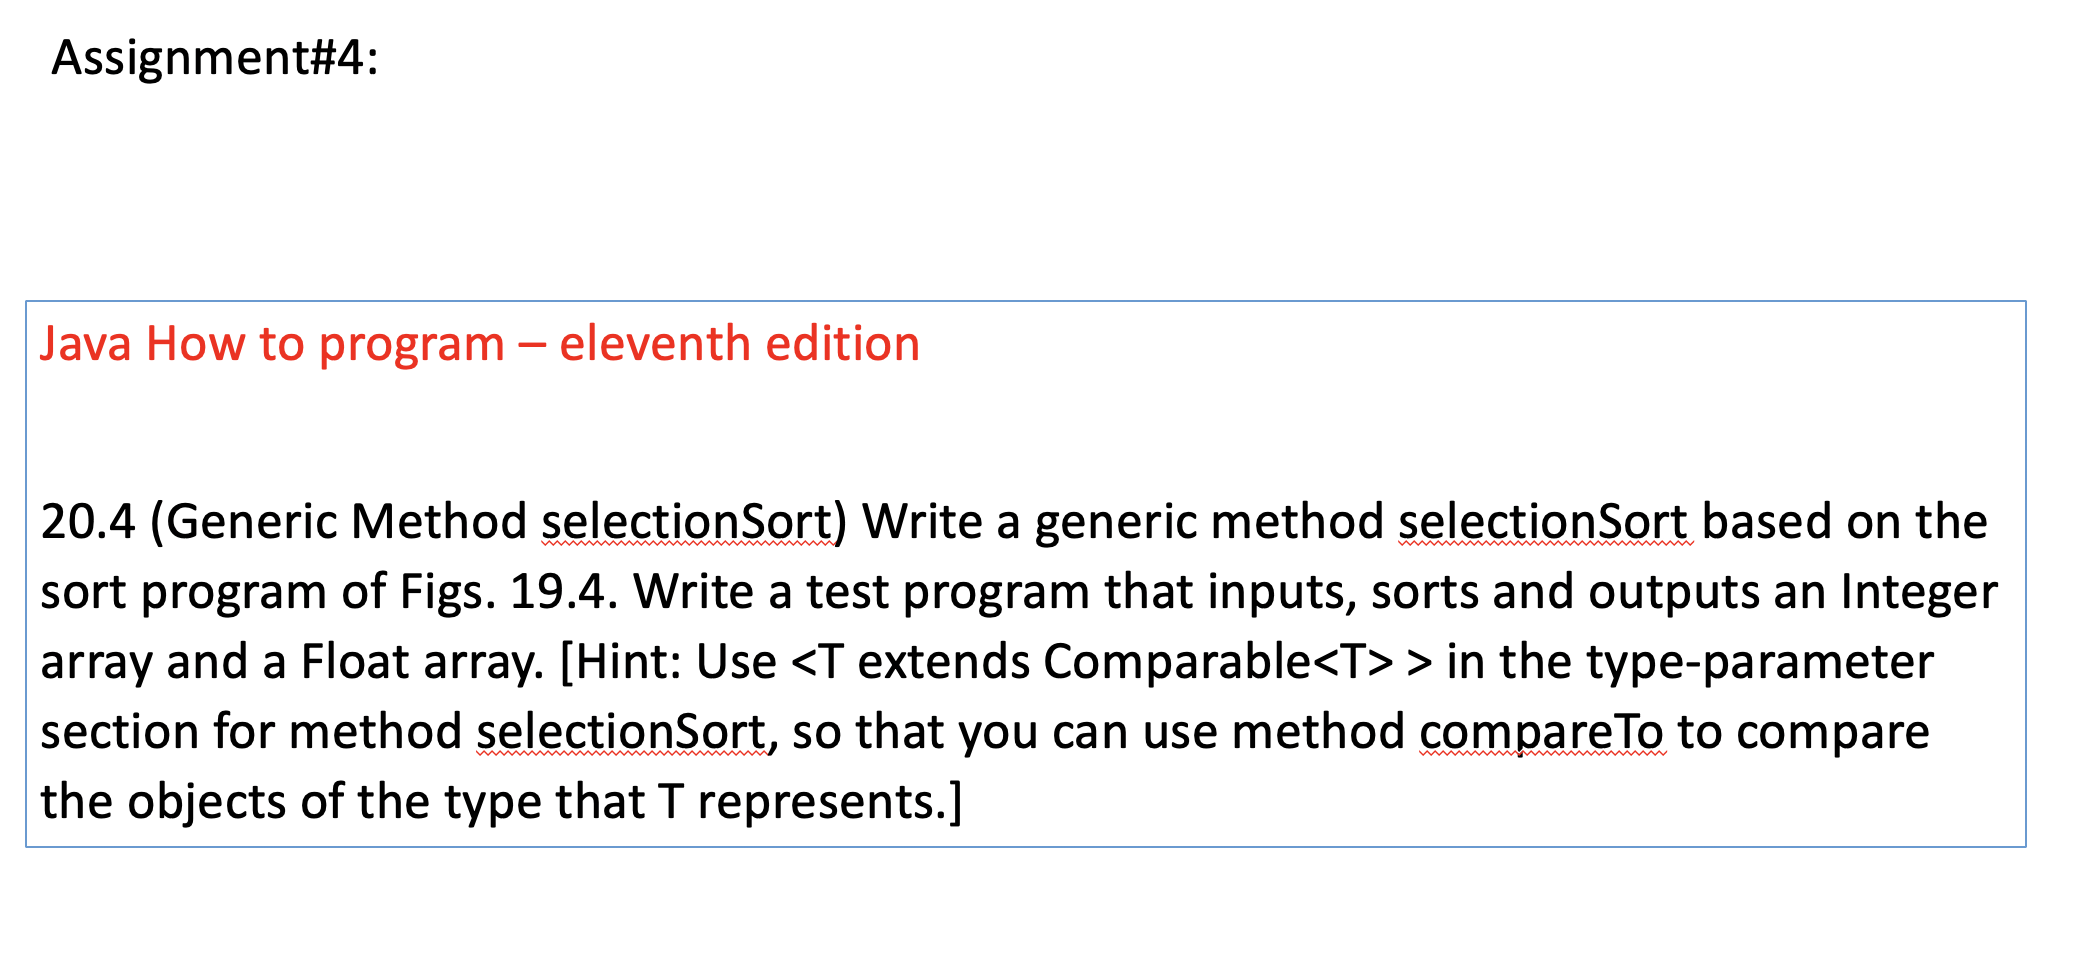 Assignment#4:
Java How to program – eleventh edition
20.4 (Generic Method selectionSort) Write a generic method selectionSort based on the
sort program of Figs. 19.4. Write a test program that inputs, sorts and outputs an Integer
array and a Float array. [Hint: Use <T extends Comparable<T> > in the type-parameter
section for method selectionSort, so that you can use method compareTo to compare
the objects of the type that T represents.]